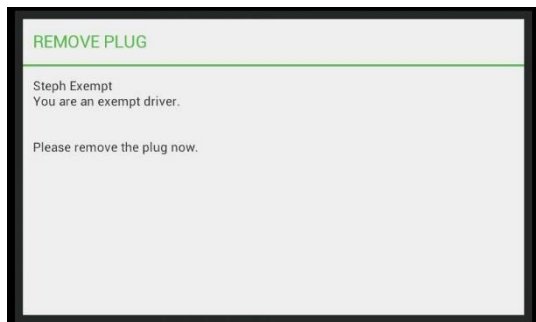 REMOVE PLUG
Steph Exempt
You are an exempt driver.
Please remove the plug now.